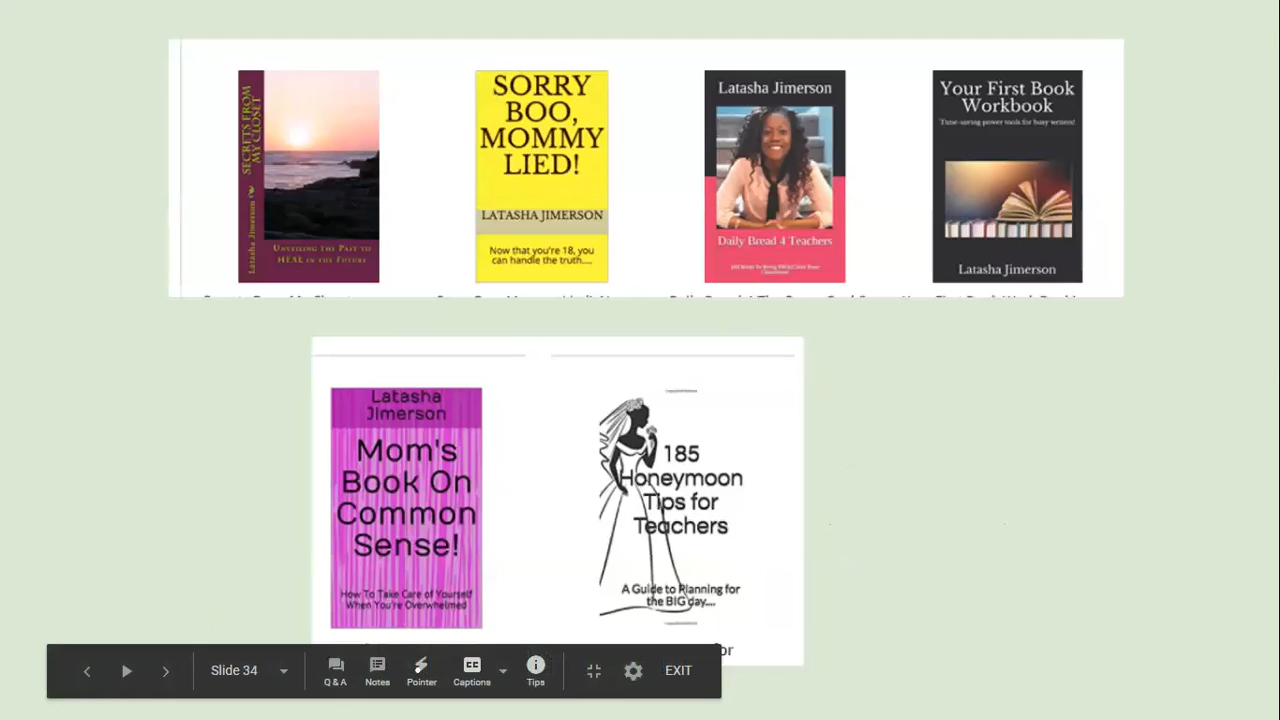 SECRETS FROM
MY CLOSET
Latasha Jimerson
UNVEILING THE PAST TO
HEAL IN THE FUTURE
SORRY
BOO,
MOMMY
LIED!
LATASHA JIMERSON
Now that you're 18, you
can handle the truth....
Latasha Jimerson
Daily Bread 4 Teachers
Your First Book
Workbook
Time-saving power tools for busy writers!
Latasha Jimerson
Latasha
Jimerson
Mom's
Book On
Common
Sense!
How To Take Care of Yourself
When You're Overwhelmed
185
Honeymoon
Tips for
Teachers
A Guide to Planning for
the BIG day....
or
Slide 34
Q & A
Notes
Pointer
CC
Captions
Tips
EXIT